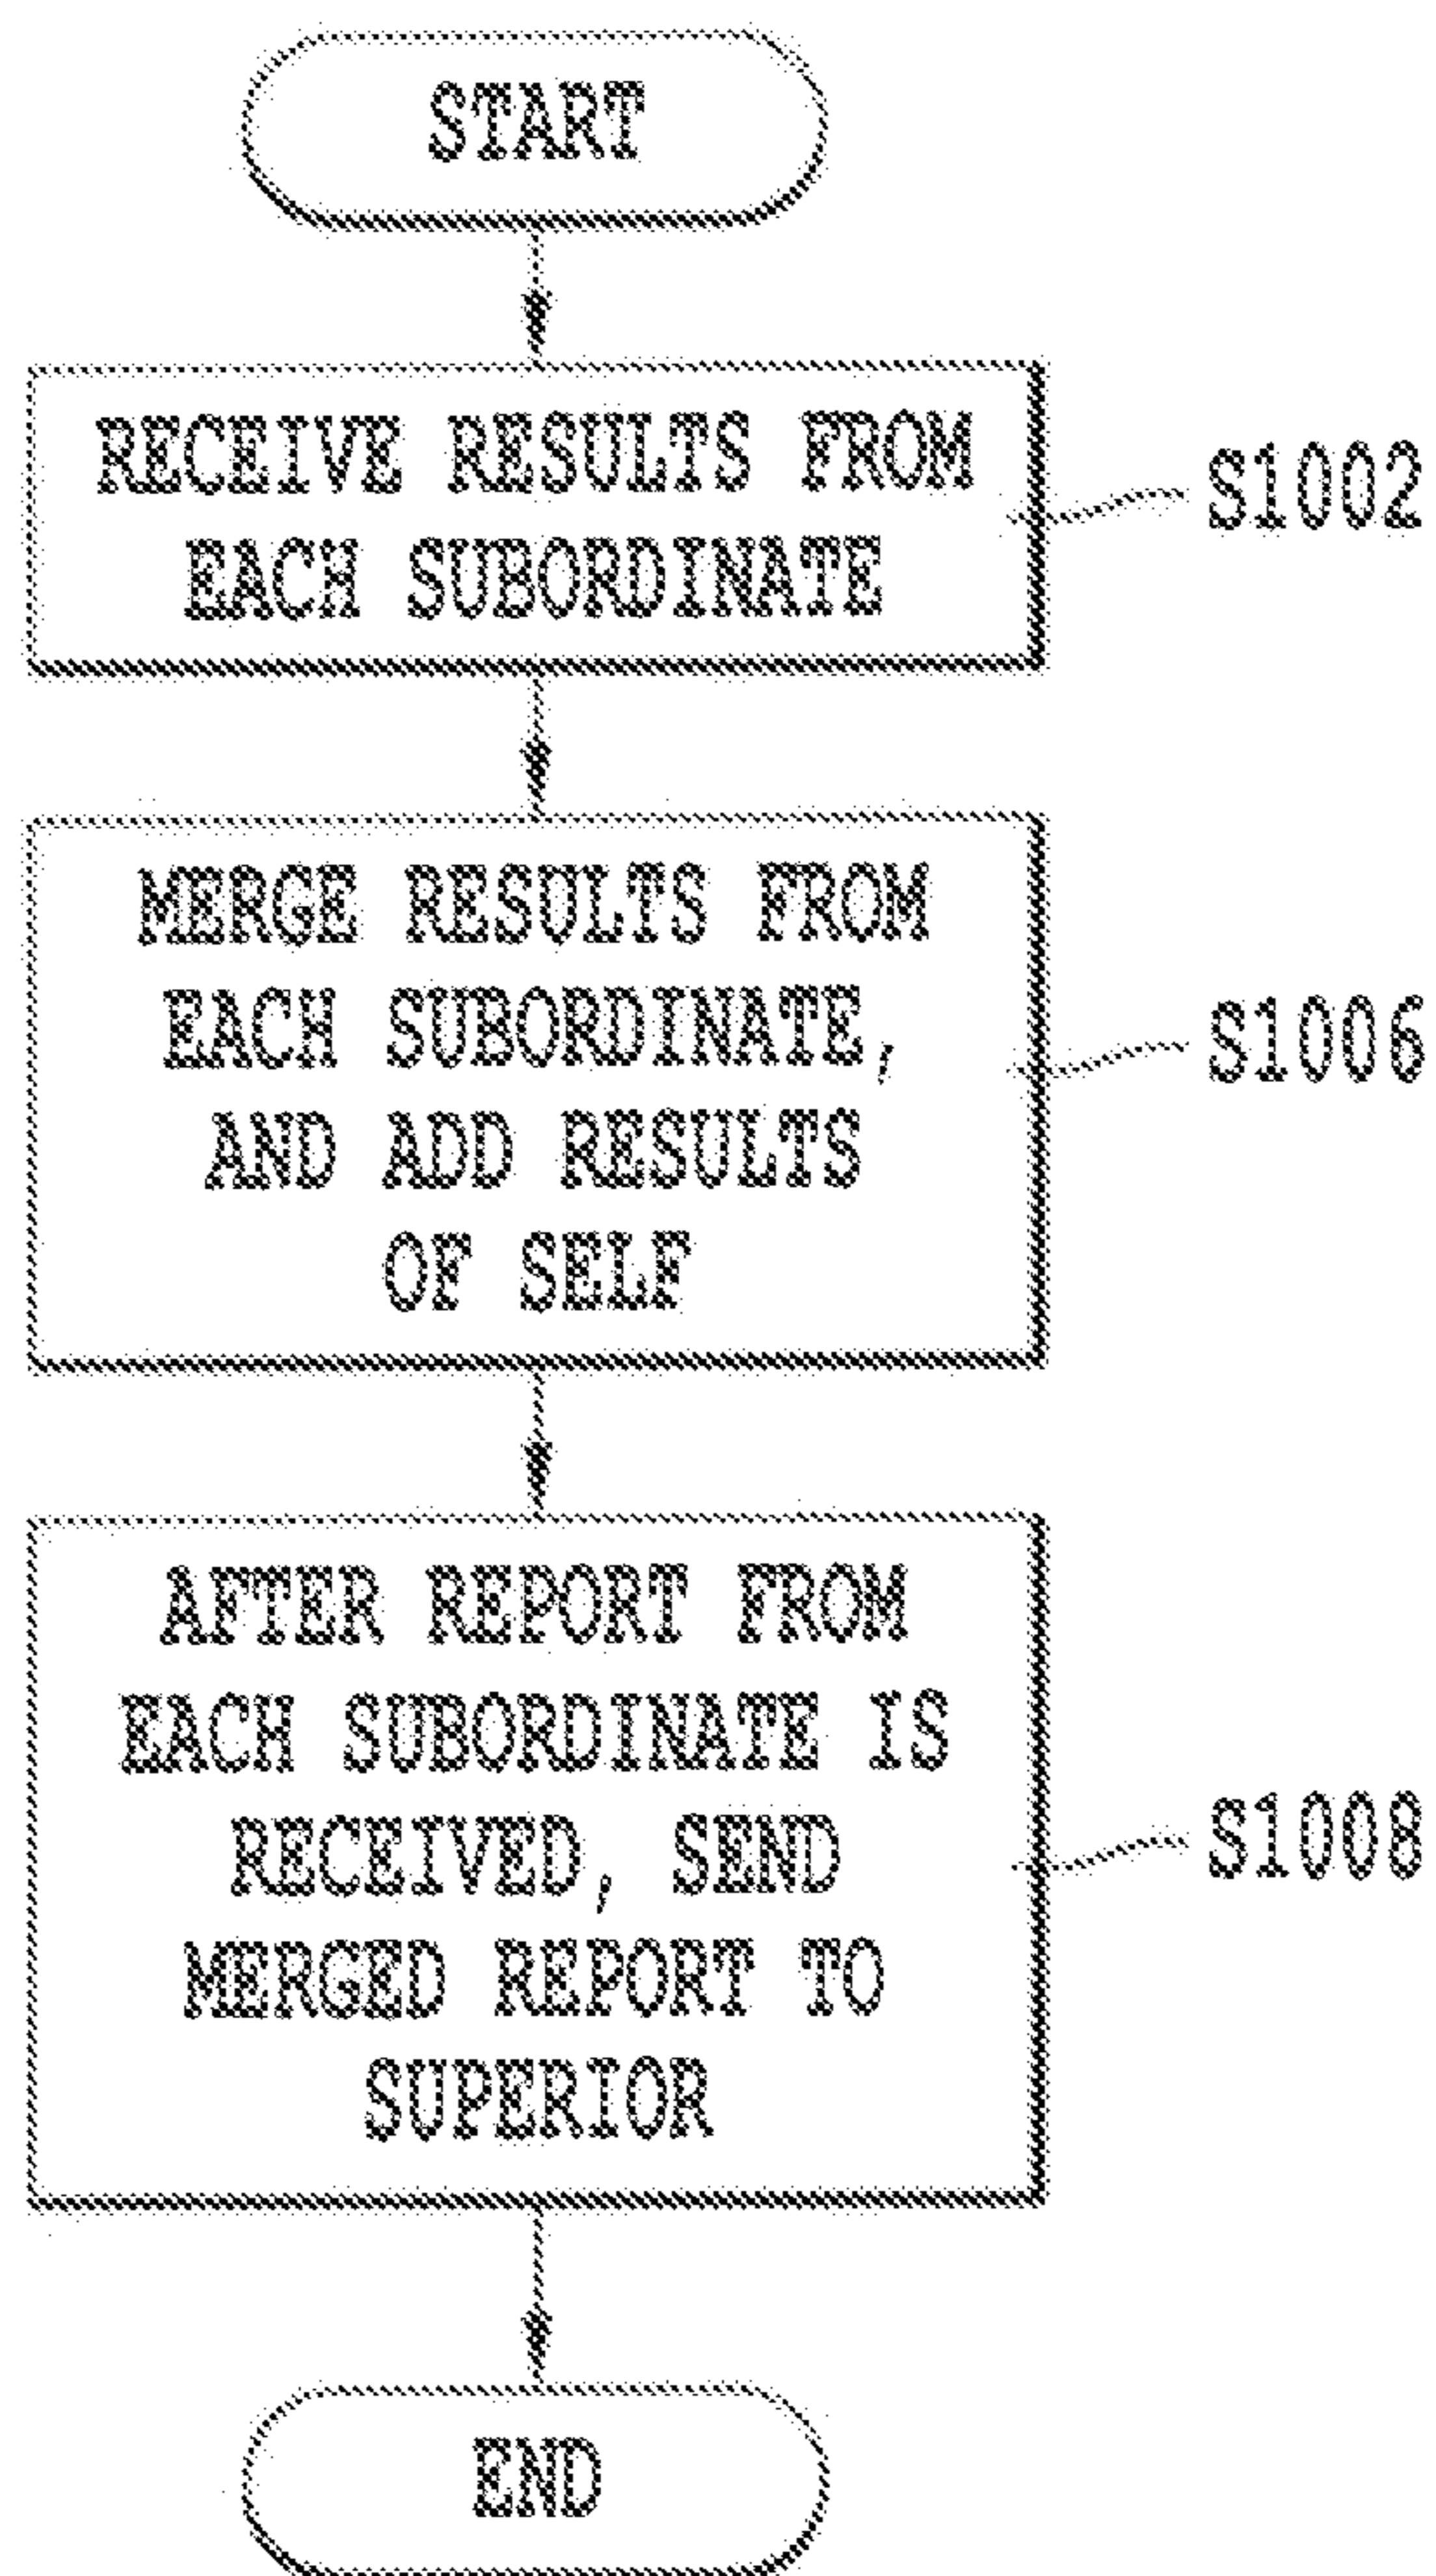 START
RECEIVE RESULTS FROM
EACH SUBORDINATE
S1002
MERGE RESULTS FROM
EACH SUBORDINATE,
AND ADD RESULTS
OF SELF
S1006
AFTER REPORT FROM
EACH SUBORDINATE IS
RECEIVED, SEND
MERGED REPORT TO
SUPERIOR
S1008
END